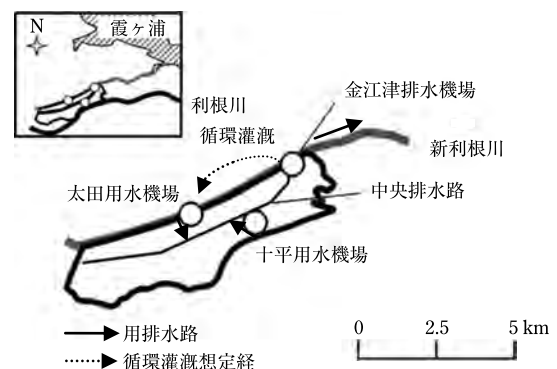 N
霞ヶ浦
利根川
金江津排水機場
循環灌漑
新利根川
太田用水機場
中央排水路
十平用水機場
用排水路
循環灌漑想定経
0 2.5 5 km